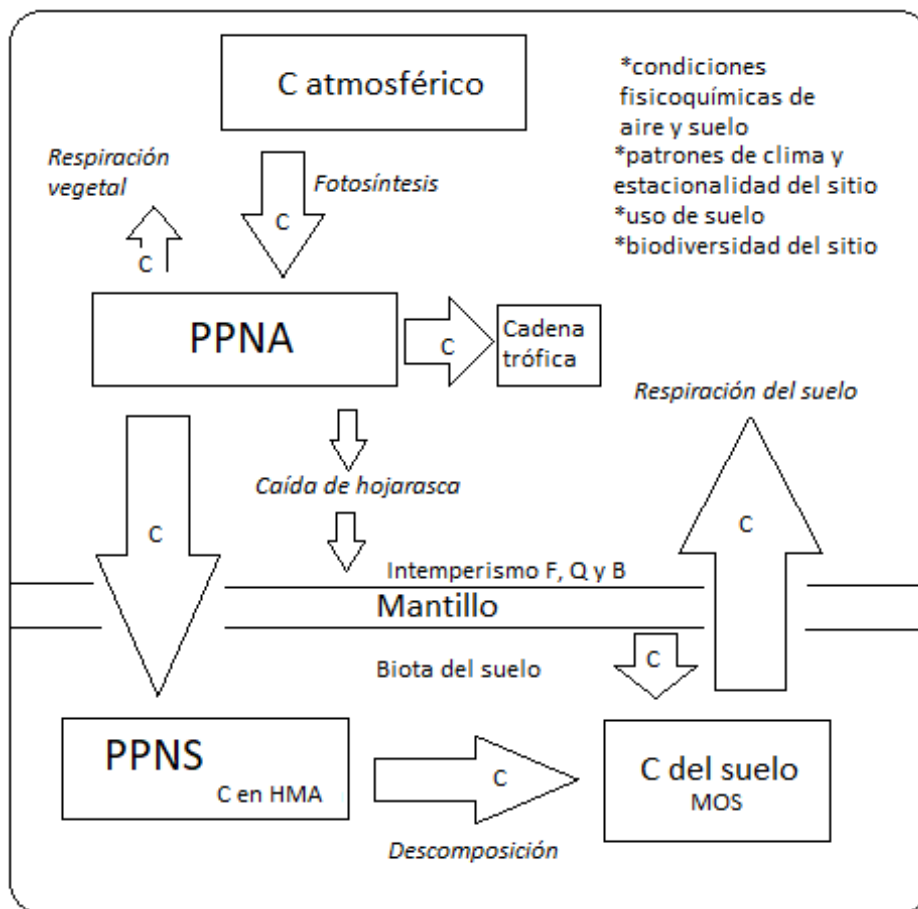 C atmosférico
*condiciones
fisicoquímicas de
aire y suelo
*patrones de clima y
estacionalidad del sitio
*uso de suelo
*biodiversidad del sitio
Respiración
vegetal
Fotosíntesis
C
C
PPNA
C
Cadena
trófica
Respiración del suelo
Caída de hojarasca
C
C
Intemperismo F, Q y B
Mantillo
Biota del suelo
C
PPNS
C en HMA
C
C del suelo
MOS
Descomposición